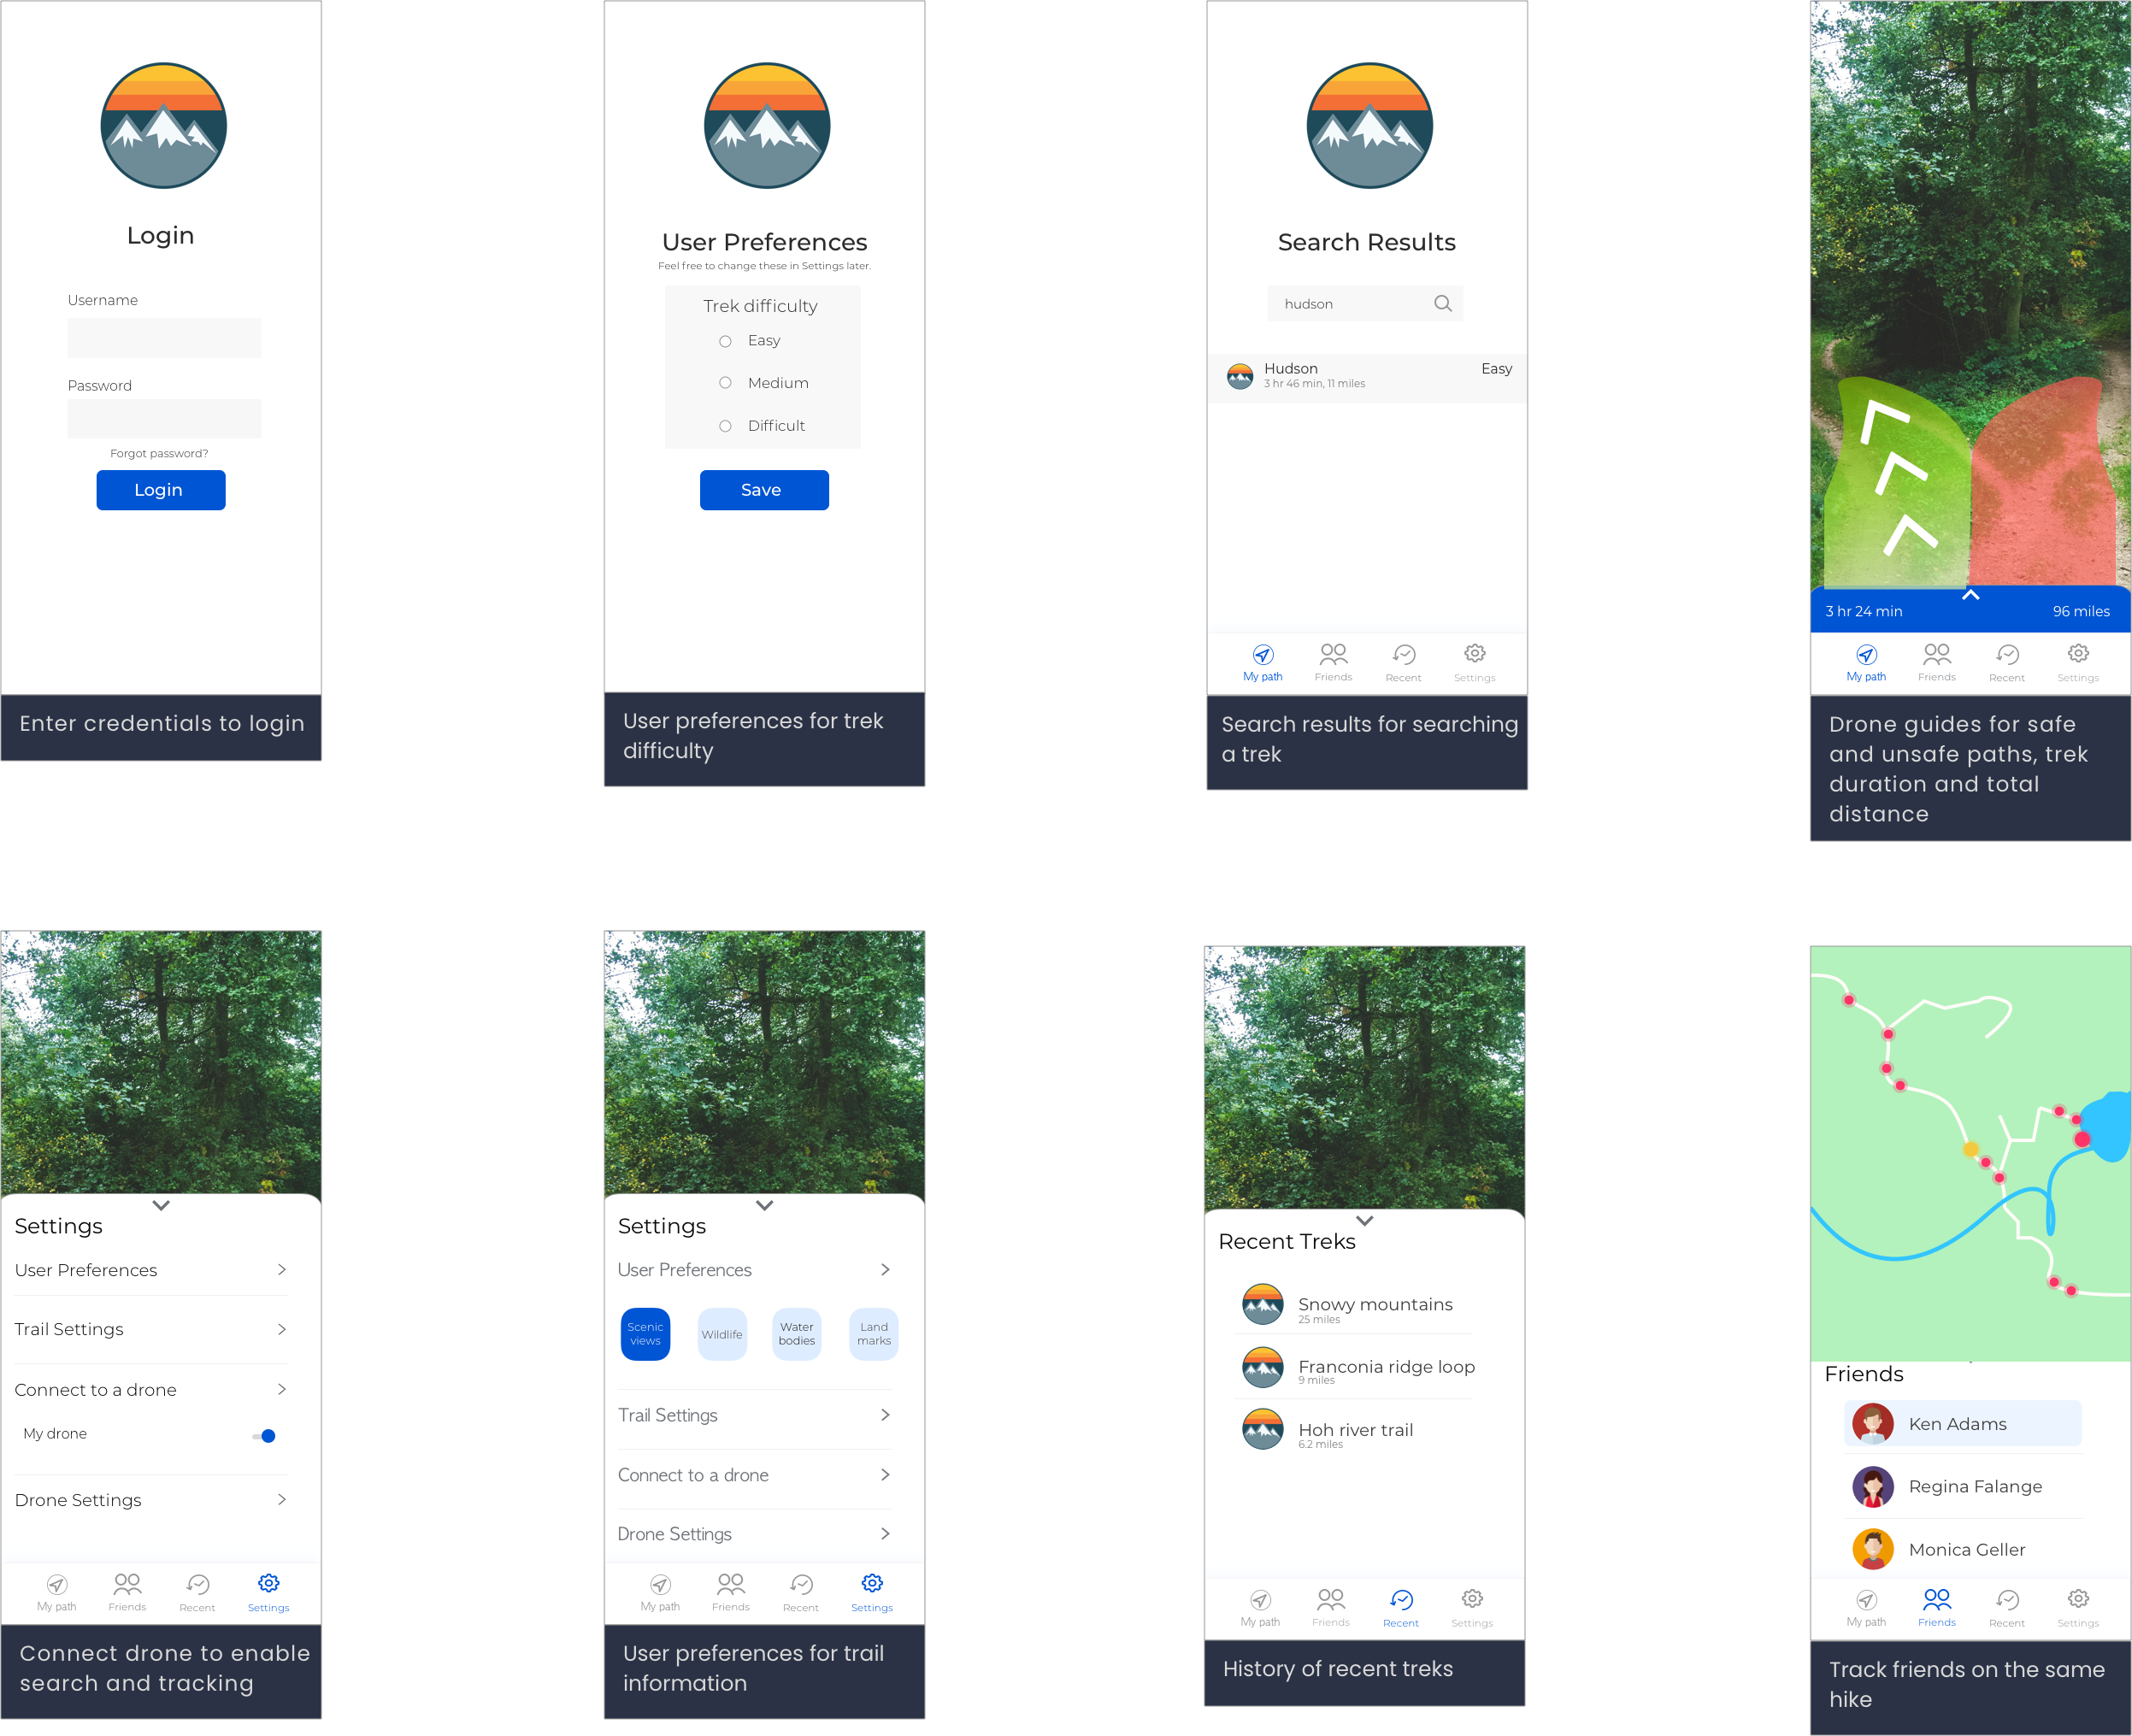 Login
Username
Password
Forgot password?
Login
Enter credentials to login
User Preferences
Feel free to change these in Settings later.
Trek difficulty
Easy
Medium
Difficult
Save
User preferences for trek
difficulty
Search Results
hudson
Hudson
Easy
3 hr 46 min, 11 miles
My path
Friends
Recent
Settings
Search results for searching
a trek
3 hr 24 min
96 miles
My path
Friends
Recent
Settings
Drone guides for safe
and unsafe paths, trek
duration and total
distance
Settings
User Preferences
Trail Settings
Connect to a drone
My drone
Drone Settings
My path
Friends
Recent
Settings
Connect drone to enable
search and tracking
Settings
User Preferences
Scenic
views
Wildlife
Water
bodies
Land
marks
Trail Settings
Connect to a drone
Drone Settings
My path
Friends
Recent
Settings
User preferences for trail
information
Recent Treks
Snowy mountains
25 miles
Franconia ridge loop
9 miles
Hoh river trail
6.2 miles
My path
Friends
Recent
Settings
History of recent treks
Friends
Ken Adams
Regina Falange
Monica Geller
My path
Friends
Recent
Settings
Track friends on the same
hike